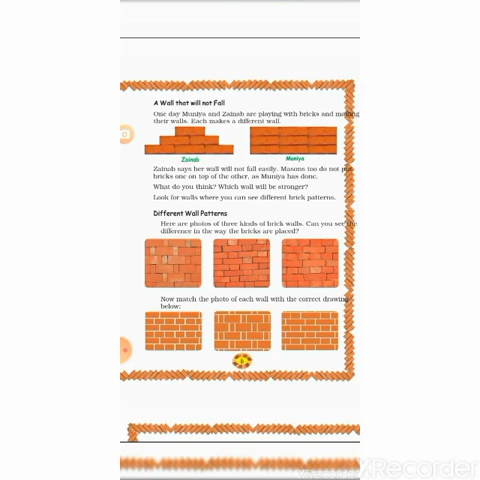 A Wall that will not Fall
One day Muniya and Zainab are playing with bricks and making
their walls. Each makes a different wall.
Zainab
Muniya
Zainab says her wall will not fall easily. Masons too do not put
bricks one on top of the other, as Muniya has done.
What do you think? Which wall will be stronger?
Look for walls where you can see different brick patterns.
Different Wall Patterns
Here are photos of three kinds of brick walls. Can you see the
difference in the way the bricks are placed?
Now match the photo of each wall with the correct drawing
below:
Recorder